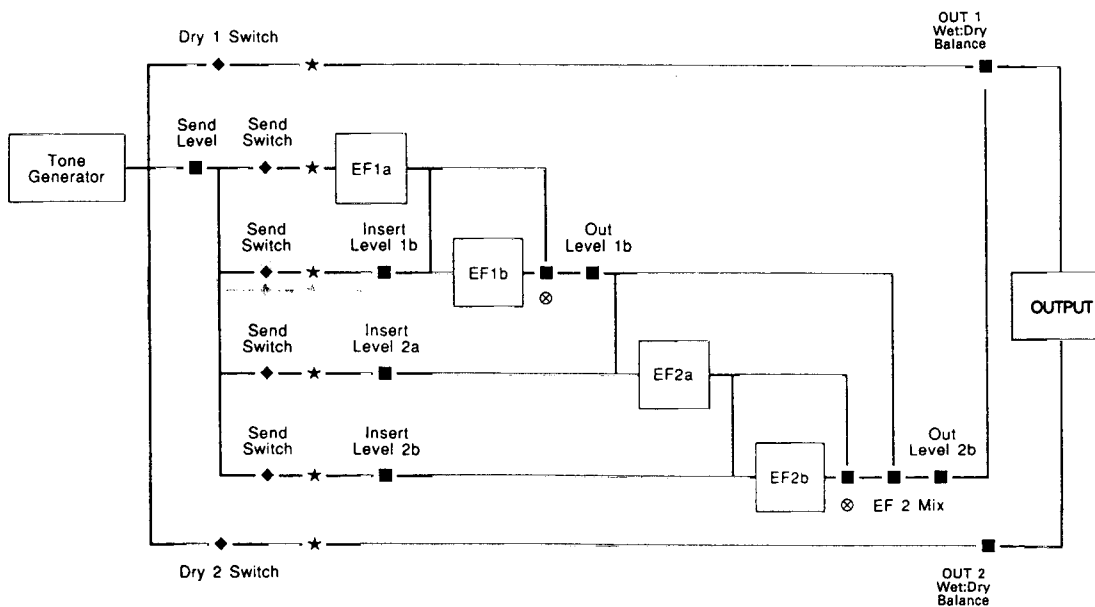 OUT 1
Wet:Dry
Balance
Dry 1 Switch
Send
Level
Send
Switch
Tone
Generator
EF1a
Send
Switch
Insert
Level 1b
Out
Level 1b
EF1b
OUTPUT
Send
Switch
Insert
Level 2a
EF2a
Send
Switch
Insert
Level 2b
Out
Level 2b
EF2b
EF 2 Mix
Dry 2 Switch
OUT 2
Wet:Dry
Balance